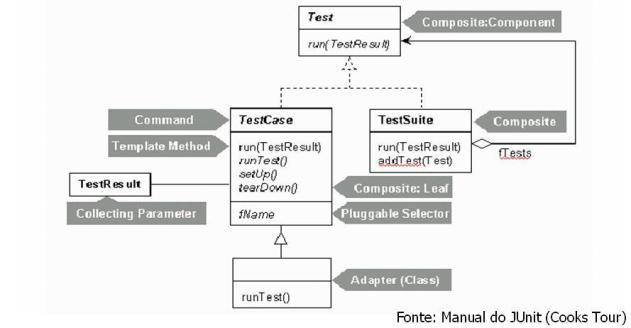 Test
Composite:Component
run(TestResult)
Command
TestCase
TestSuite
Composite
Template Method
run(TestResult)
runTest()
setUp()
tearDown()
run(TestResult)
addTest(Test)
fTests
TestResult
Composite: Leaf
Collecting Parameter
fName
Pluggable Selector
Adapter (Class)
runTest()
Fonte: Manual do JUnit (Cooks Tour)